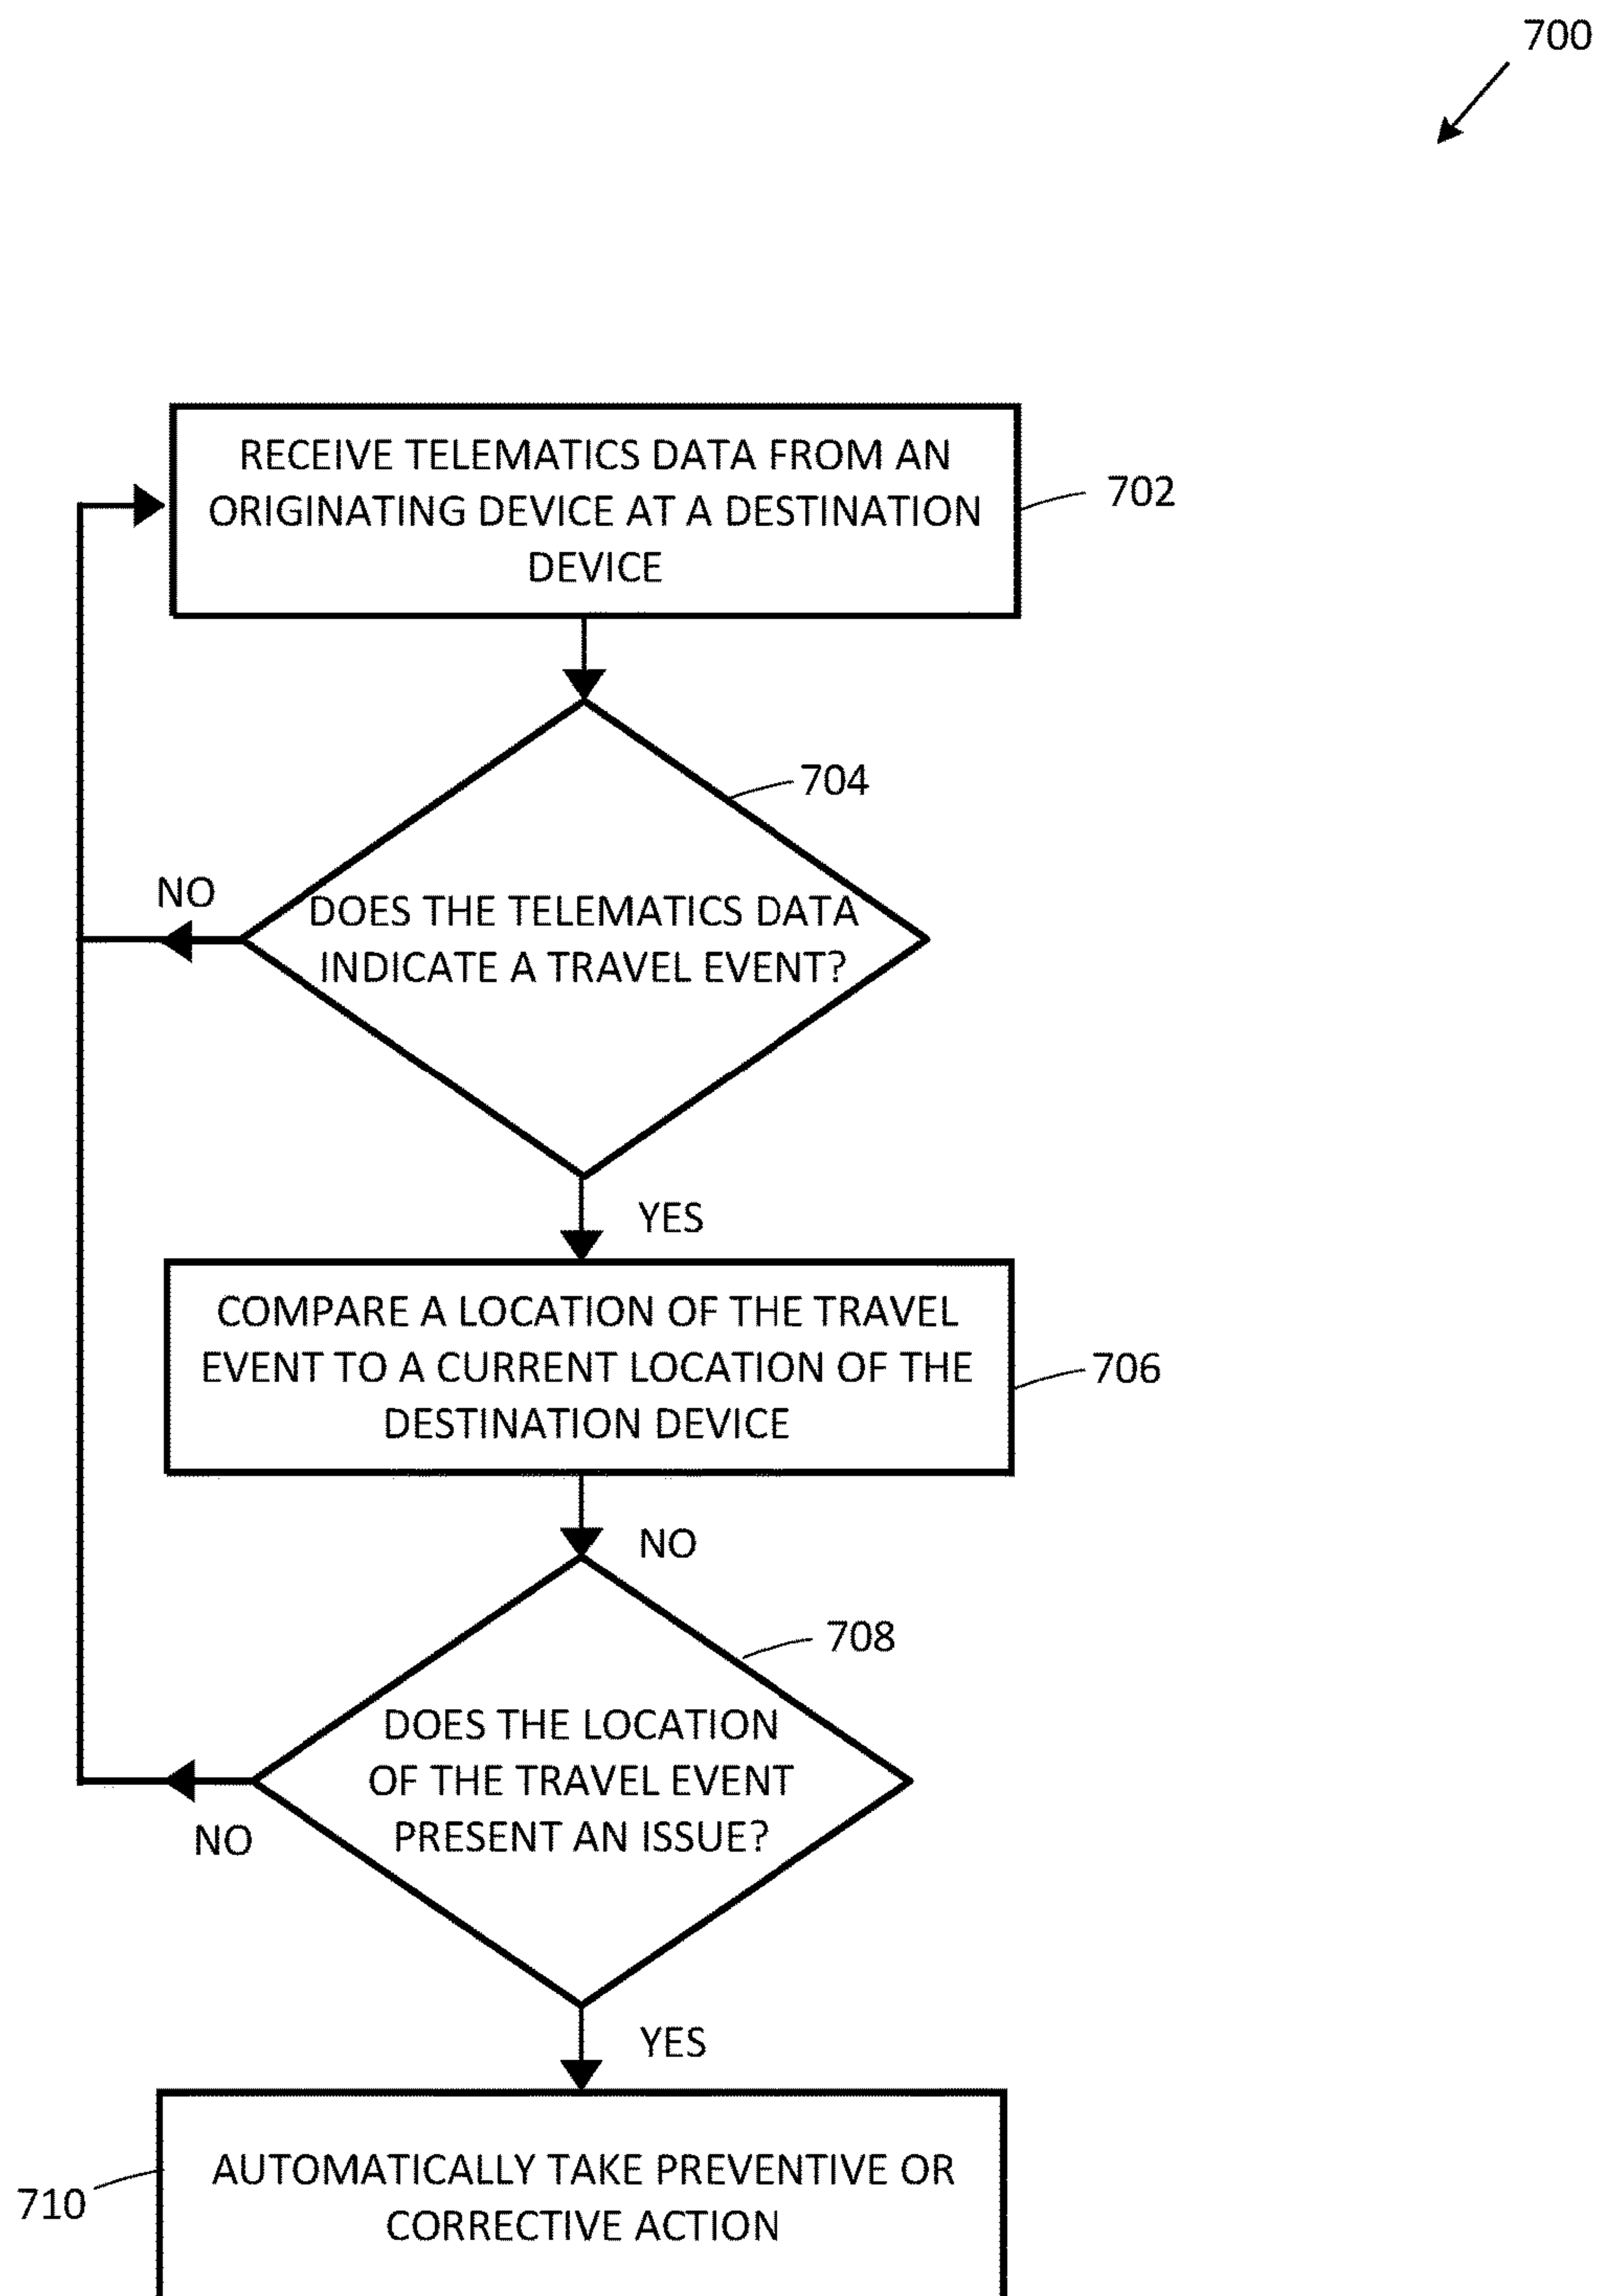 700
RECEIVE TELEMATICS DATA FROM AN
ORIGINATING DEVICE AT A DESTINATION
DEVICE
702
704
NO
DOES THE TELEMATICS DATA
INDICATE A TRAVEL EVENT?
YES
COMPARE A LOCATION OF THE TRAVEL
EVENT TO A CURRENT LOCATION OF THE
DESTINATION DEVICE
706
NO
708
DOES THE LOCATION
OF THE TRAVEL EVENT
PRESENT AN ISSUE?
NO
YES
AUTOMATICALLY TAKE PREVENTIVE OR
CORRECTIVE ACTION
710